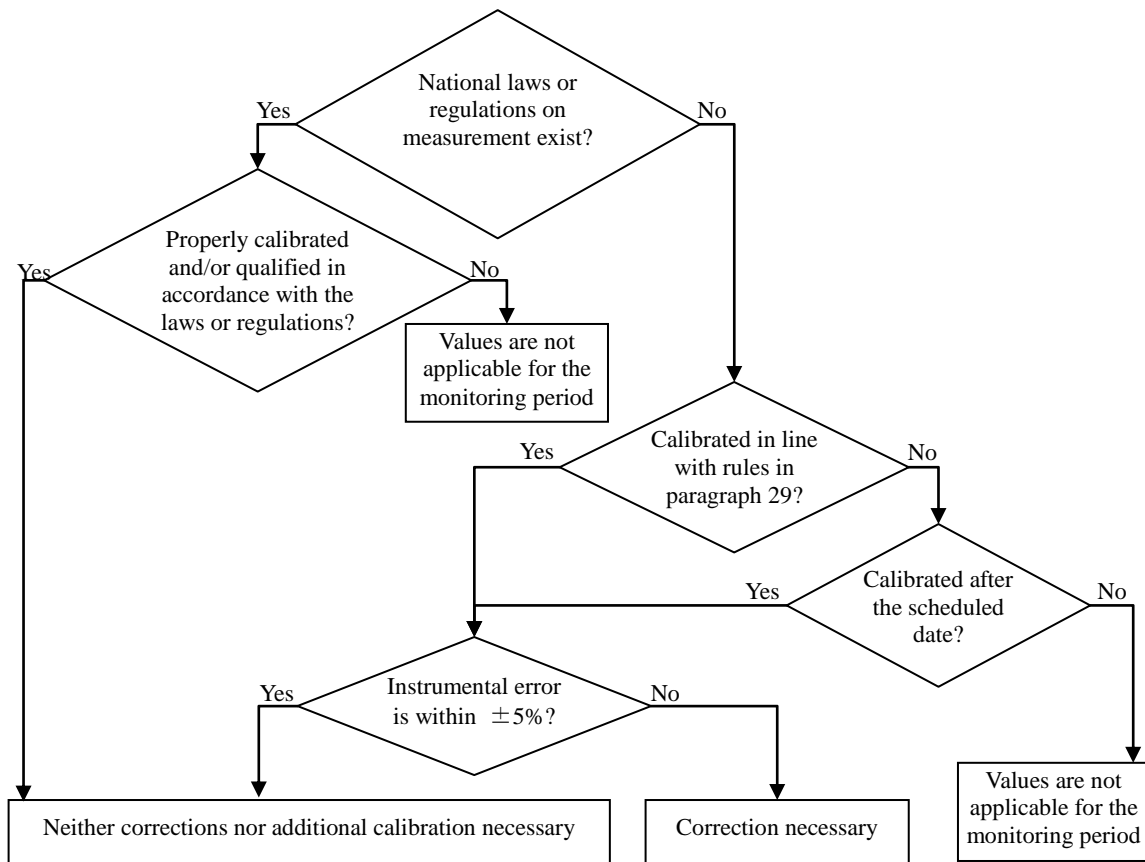 National laws or
regulations on
measurement exist?
Yes
No
Properly calibrated
and/or qualified in
accordance with the
laws or regulations?
Yes
No
Values are not
applicable for the
monitoring period
Calibrated in line
with rules in
paragraph 29?
Yes
No
Calibrated after
the scheduled
date?
Yes
No
Instrumental error
is within ±5%?
Yes
No
Values are not
applicable for the
monitoring period
Neither corrections nor additional calibration necessary
Correction necessary